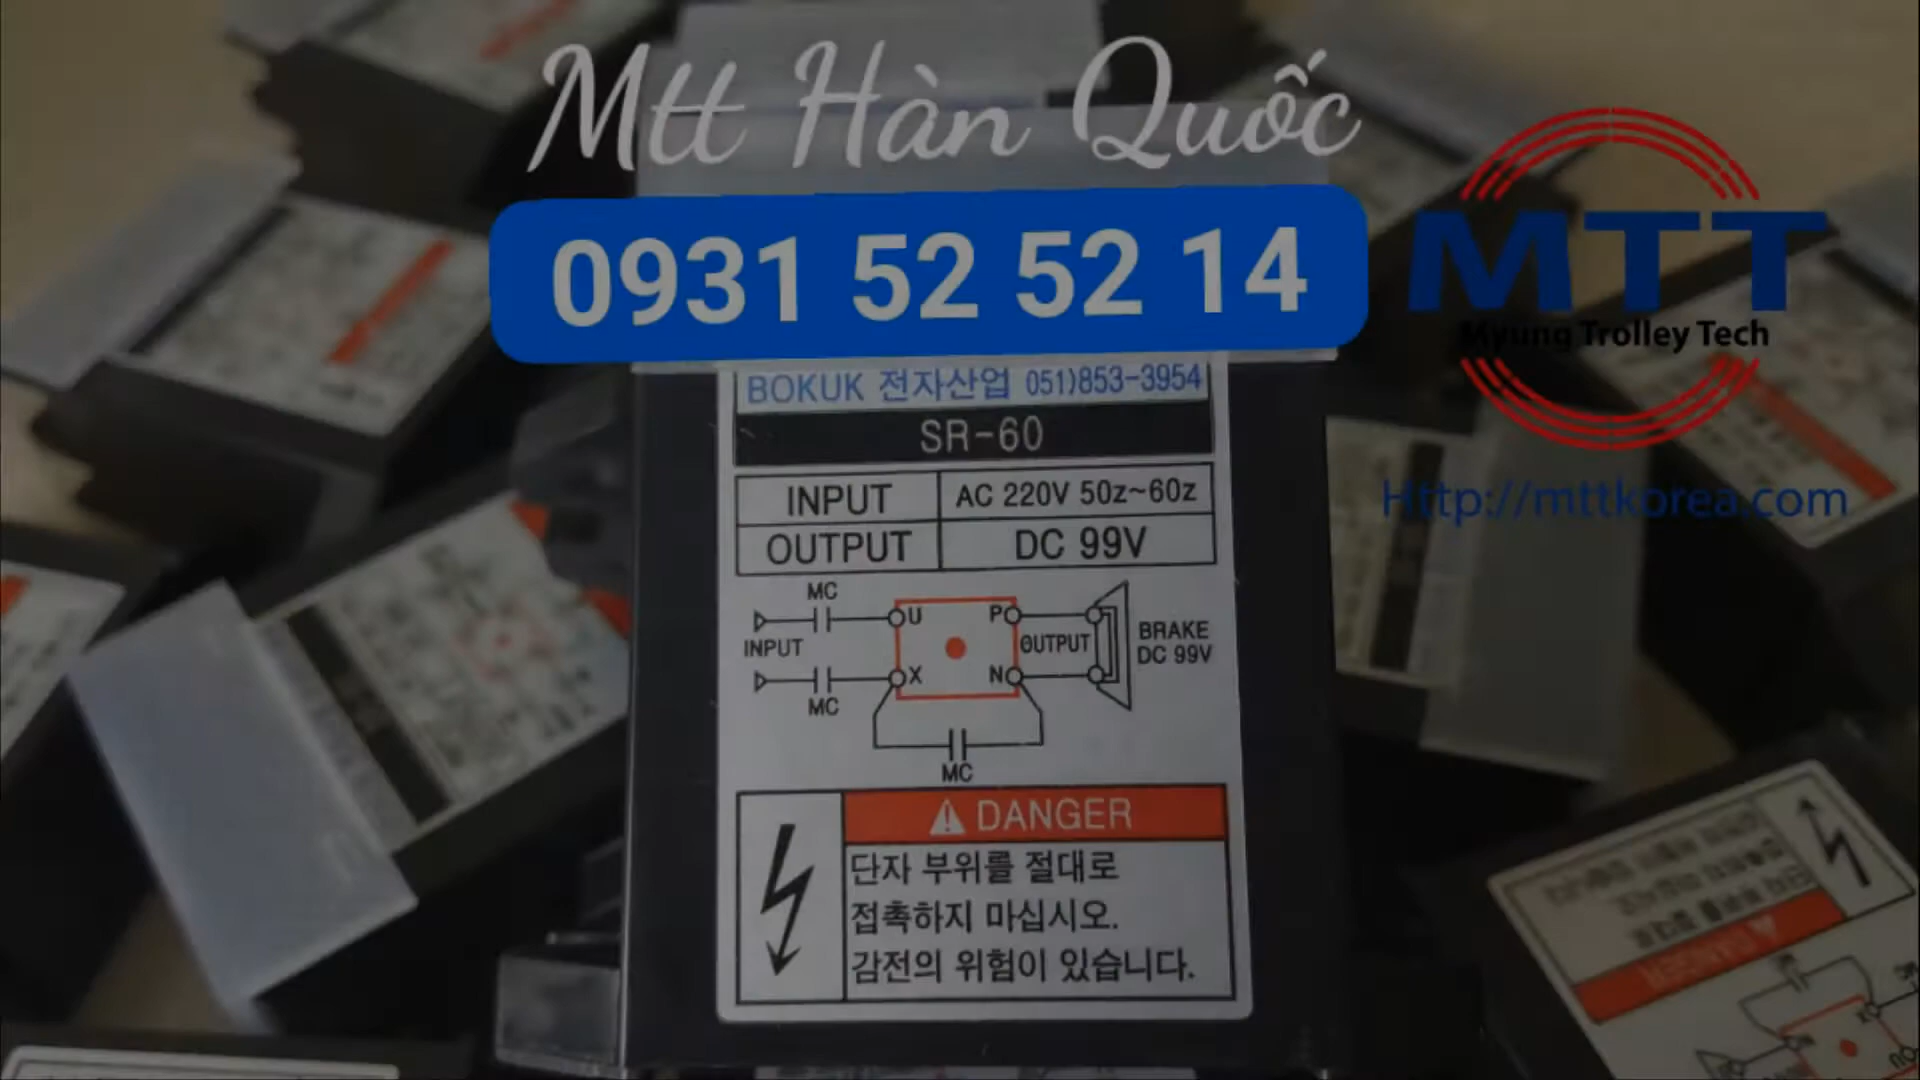 Mtt Hàn Quốc
0931 52 52 14
MTT
Myung Trolley Tech
Http://mttkorea.com
BOKUK 전자산업 051)853-3954
SR-60
INPUT AC 220V 50z~60z
OUTPUT DC 99V
MC
U P
INPUT OUTPUT BRAKE
DC 99V
X N
MC
MC
DANGER
단자 부위를 절대로
접촉하지 마십시오.
감전의 위험이 있습니다.
DANGER